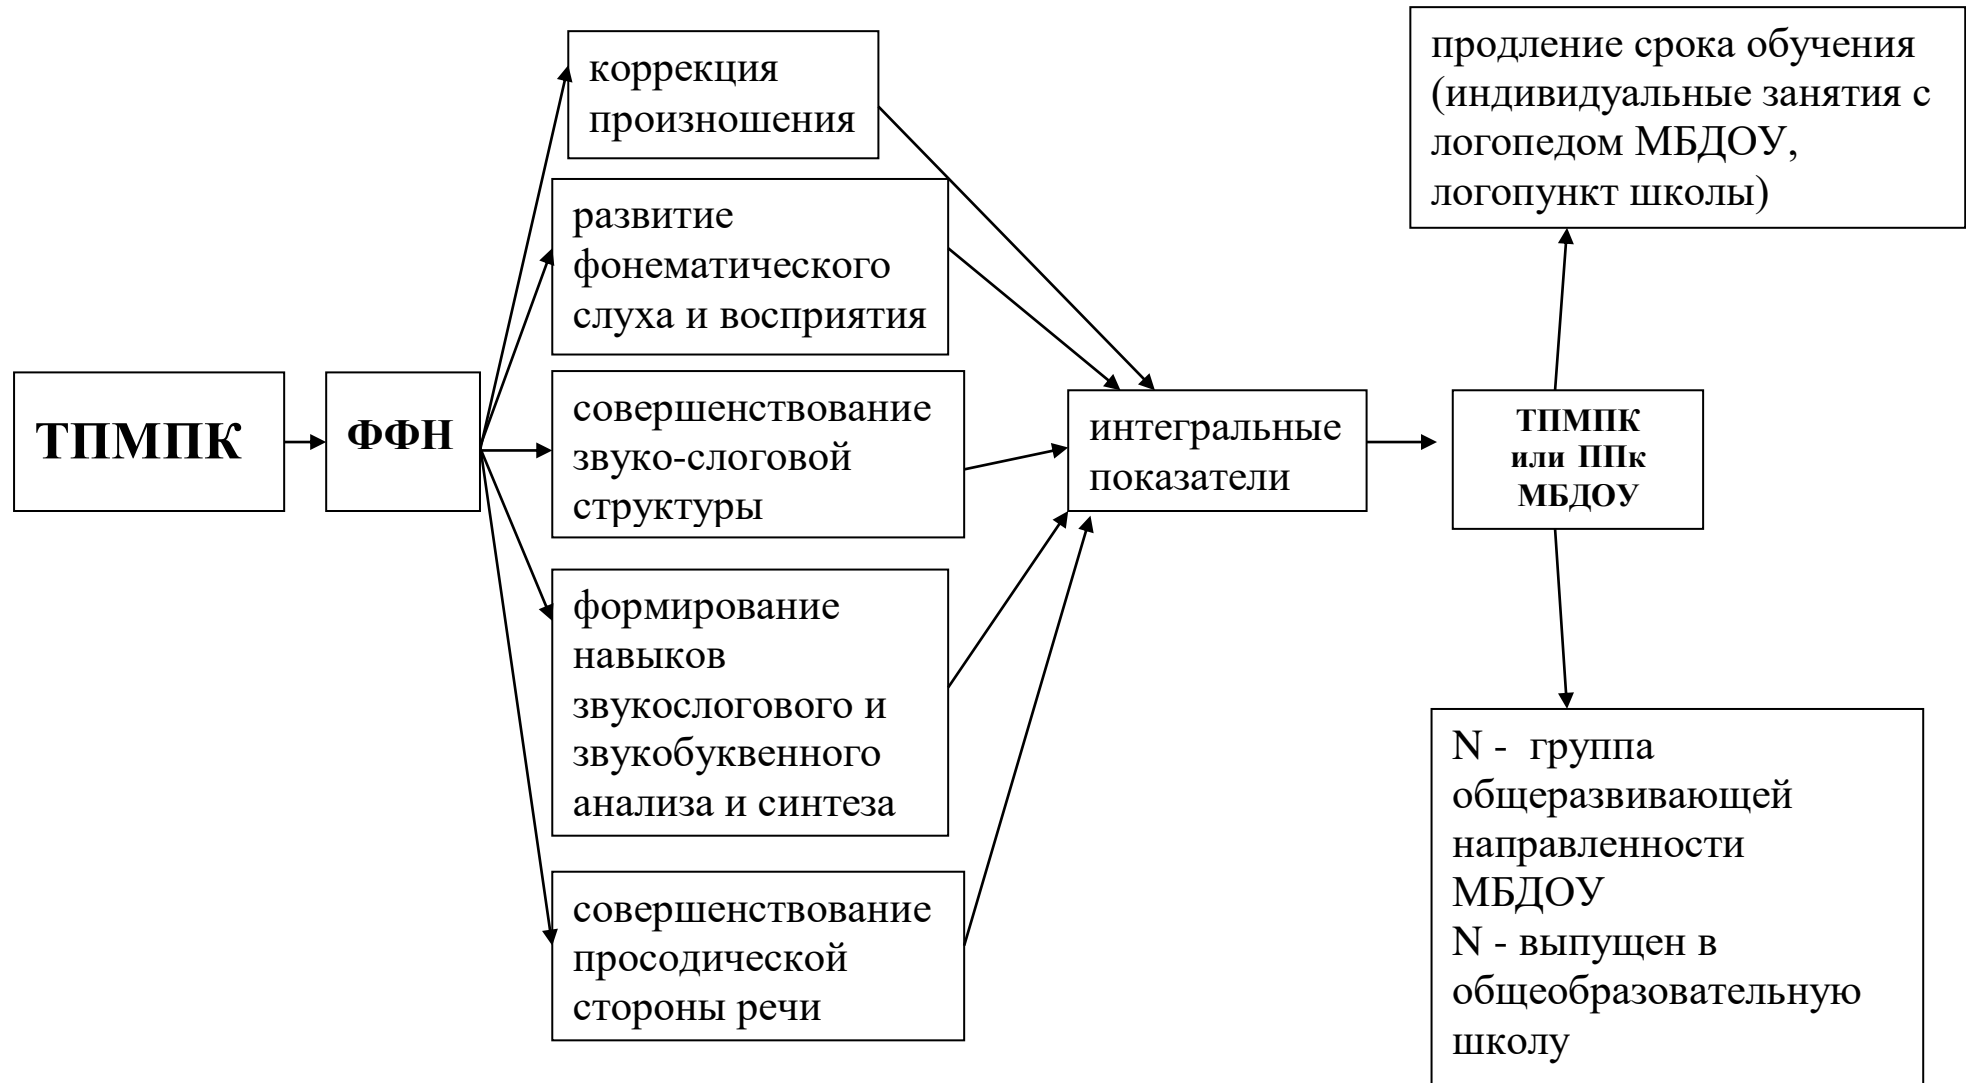 ТПМПК
ФФН
коррекция
произношения
развитие
фонематического
слуха и восприятия
совершенствование
звуко-слоговой
структуры
формирование
навыков
звукослогового и
звукобуквенного
анализа и синтеза
совершенствование
просодической
стороны речи
интегральные
показатели
ТПМПК
или ППк
МБДОУ
продление срока обучения
(индивидуальные занятия с
логопедом МБДОУ,
логопункт школы)
N - группа
общеразвивающей
направленности
МБДОУ
N - выпущен в
общеобразовательную
школу